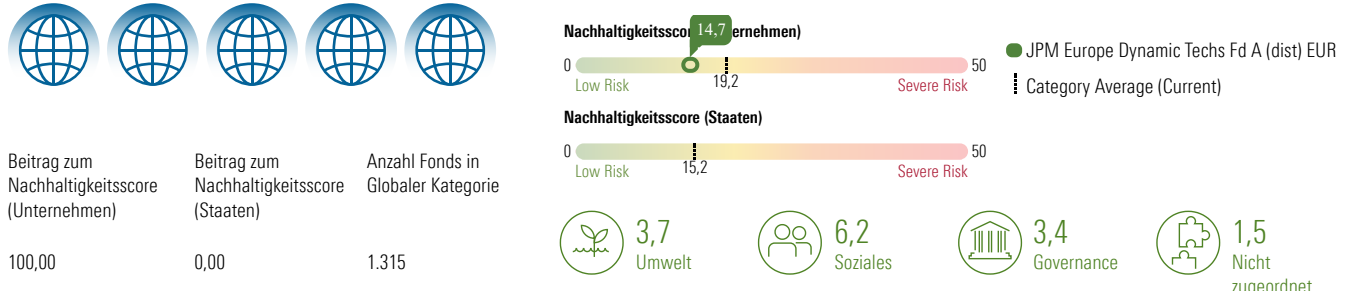 Beitrag zum
Nachhaltigkeitsscore
(Unternehmen)
100,00
Beitrag zum
Nachhaltigkeitsscore
(Staaten)
0,00
Anzahl Fonds in
Globaler Kategorie
1.315
Nachhaltigkeitsscor ernehmen)
14,7
0
50
Low Risk
19,2
Severe Risk
Nachhaltigkeitsscore (Staaten)
0
50
Low Risk
15,2
Severe Risk
JPM Europe Dynamic Techs Fd A (dist) EUR
Category Average (Current)
3,7
Umwelt
6,2
Soziales
3,4
Governance
1,5
Nicht
zugeordnet